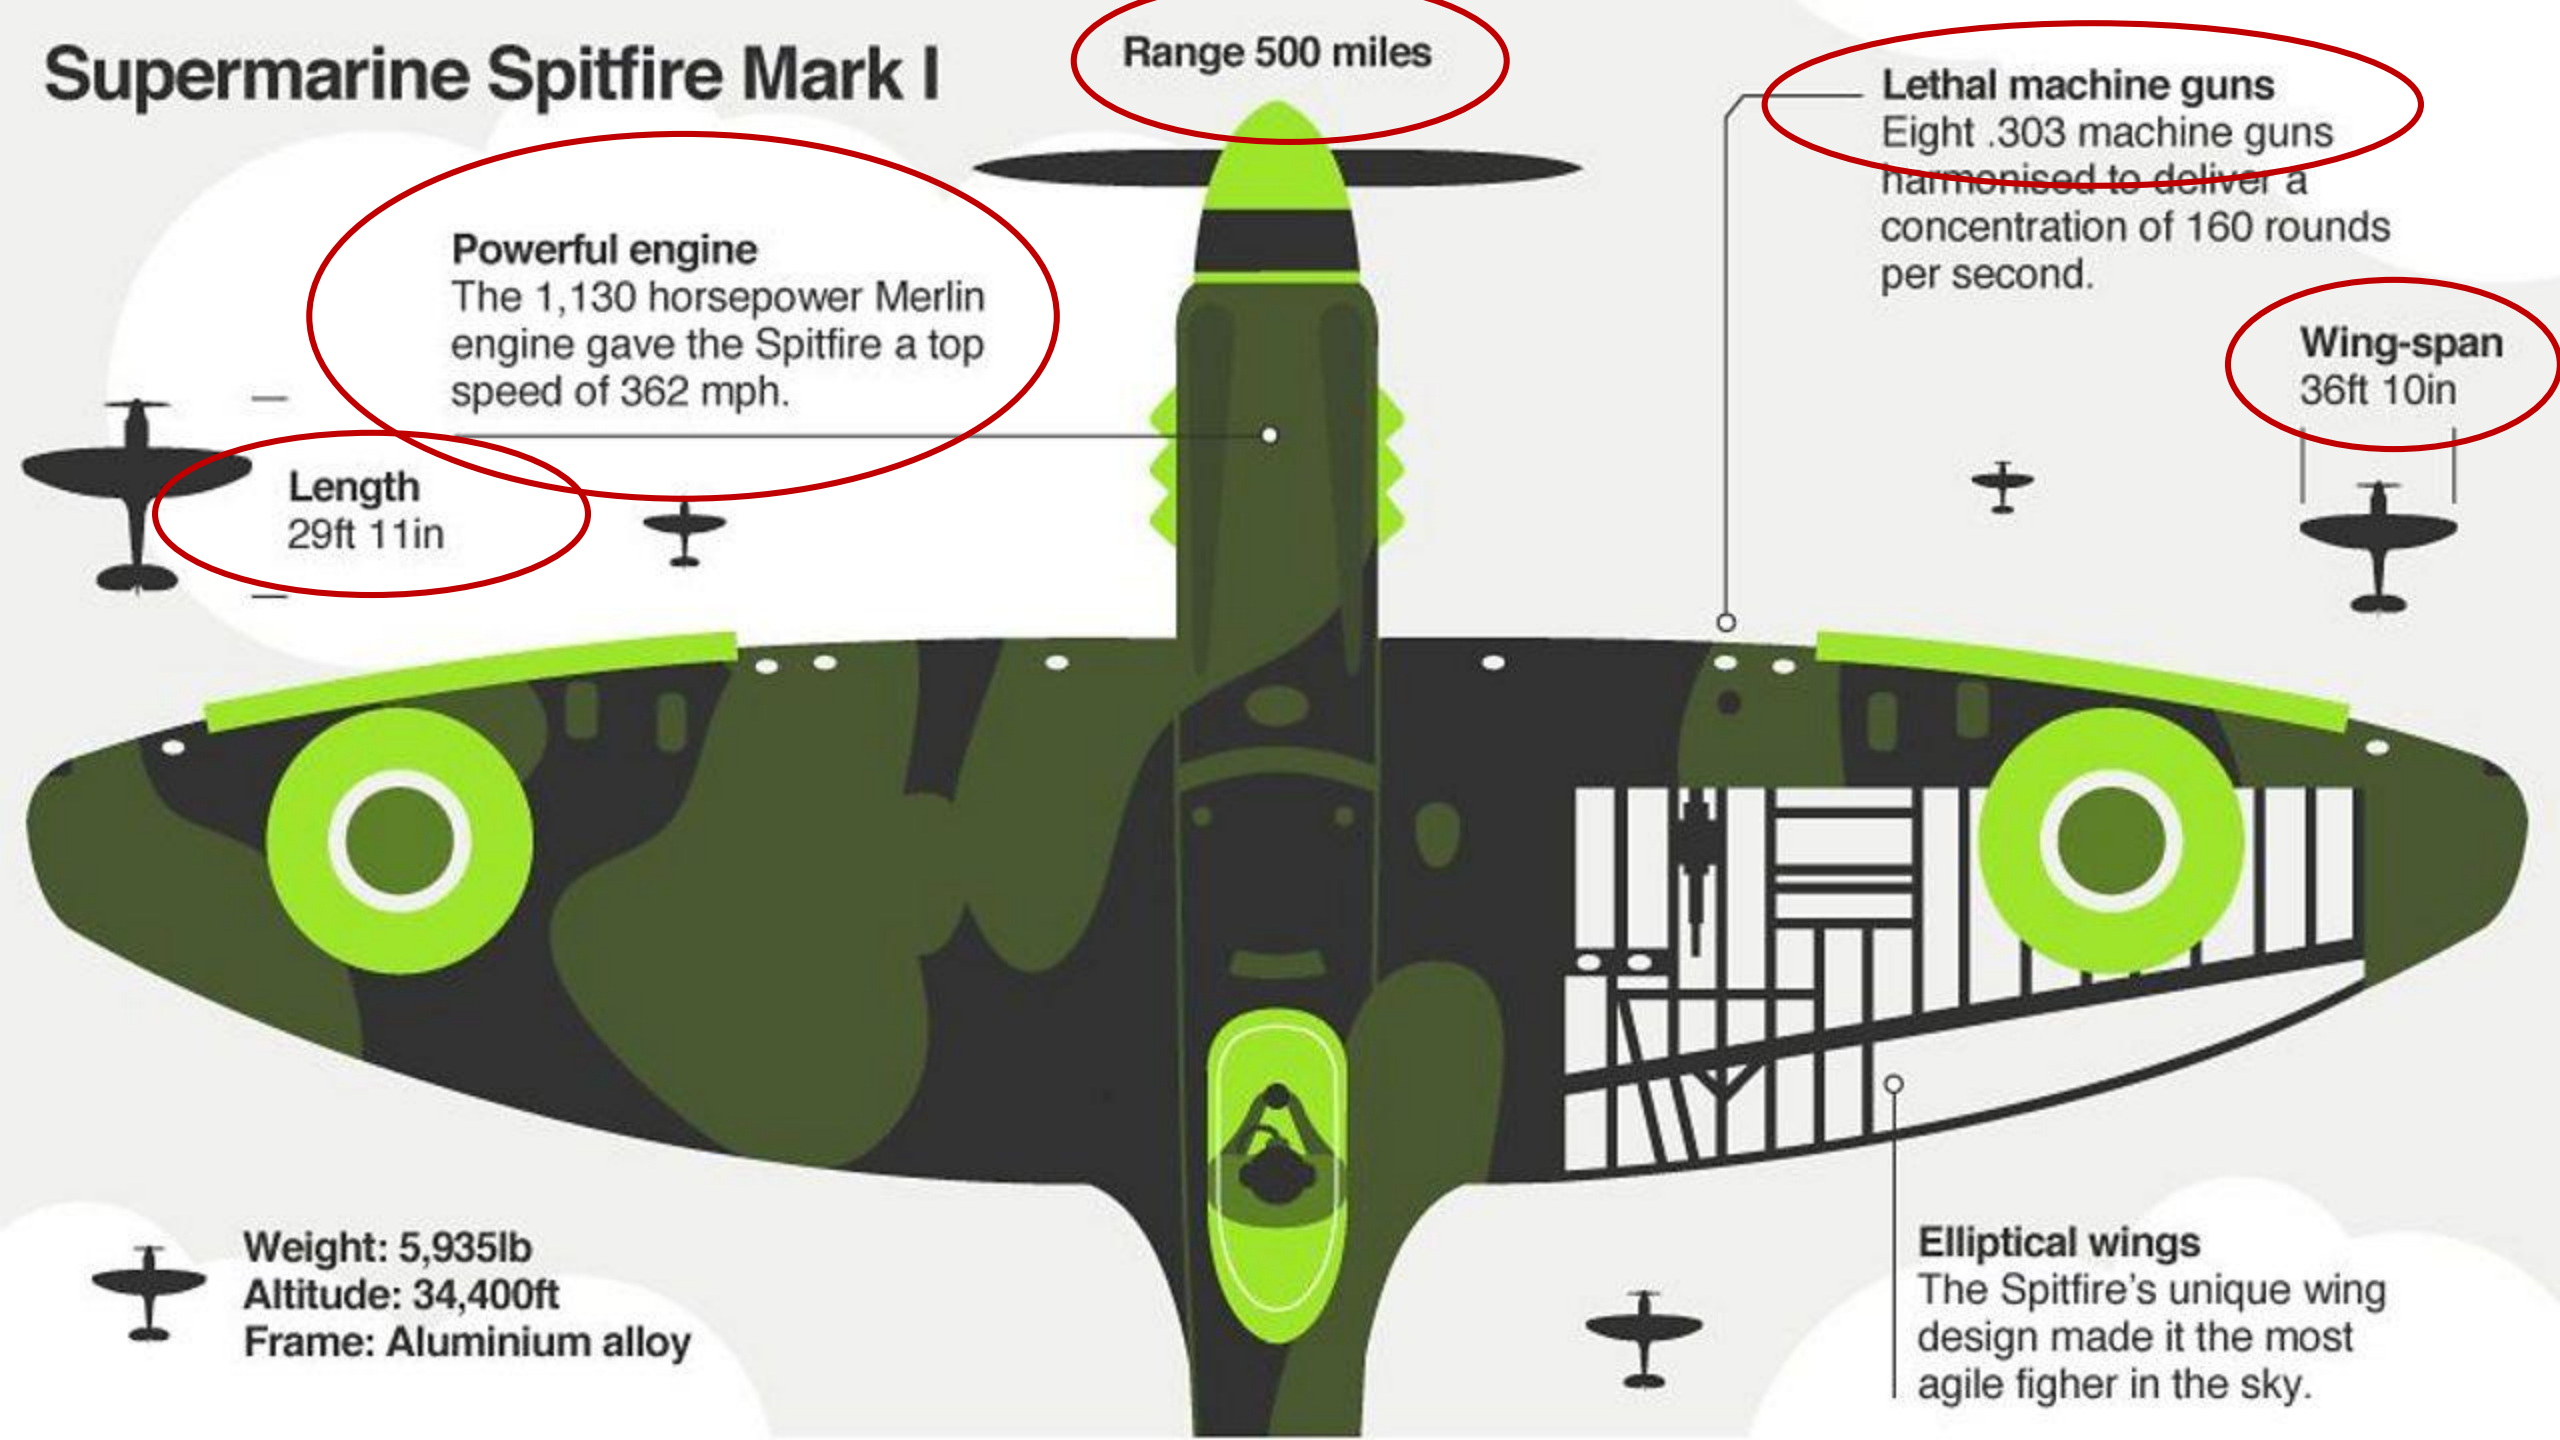 Supermarine Spitfire Mark I
Range 500 miles
Lethal machine guns
Eight .303 machine guns
harmonised to deliver a
concentration of 160 rounds
per second.
Powerful engine
The 1,130 horsepower Merlin
engine gave the Spitfire a top
speed of 362 mph.
Wing-span
36ft 10in
Length
29ft 11in
Weight: 5,935lb
Altitude: 34,400ft
Frame: Aluminium alloy
Elliptical wings
The Spitfire's unique wing
design made it the most
agile figher in the sky.